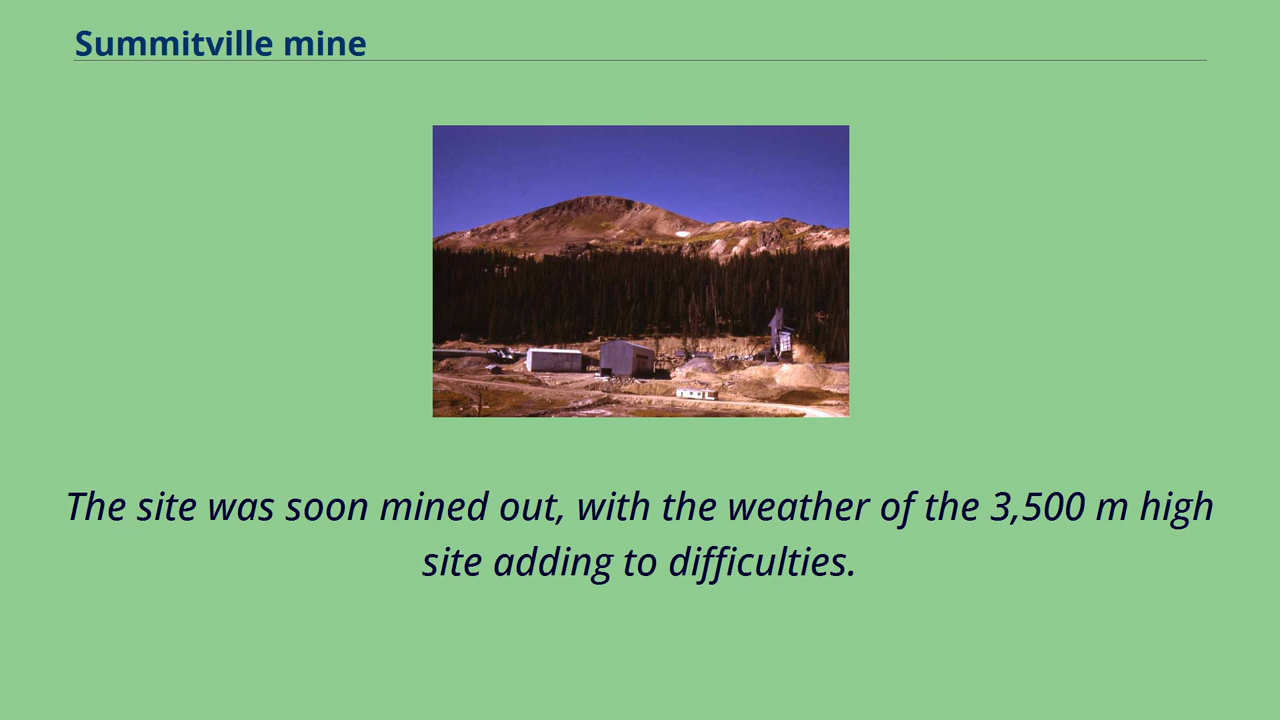 Summitville mine
The site was soon mined out, with the weather of the 3,500 m high
site adding to difficulties.